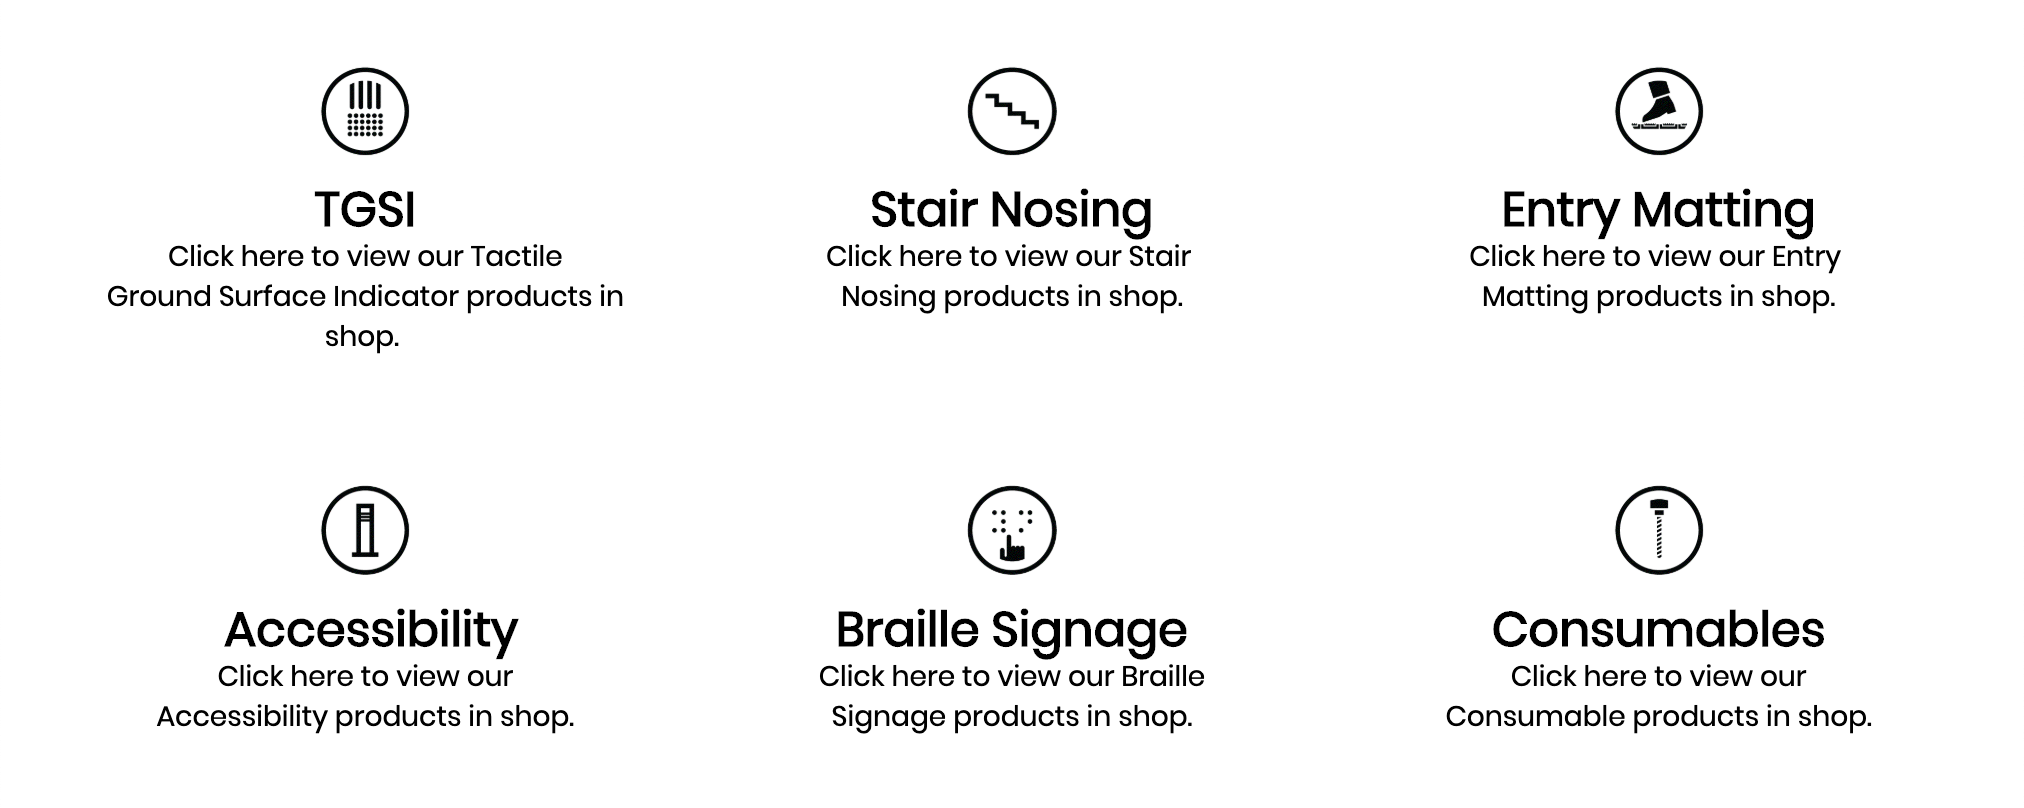 TGSI
Click here to view our Tactile
Ground Surface Indicator products in
shop.
Stair Nosing
Click here to view our Stair
Nosing products in shop.
Entry Matting
Click here to view our Entry
Matting products in shop.
Accessibility
Click here to view our
Accessibility products in shop.
Braille Signage
Click here to view our Braille
Signage products in shop.
Consumables
Click here to view our
Consumable products in shop.